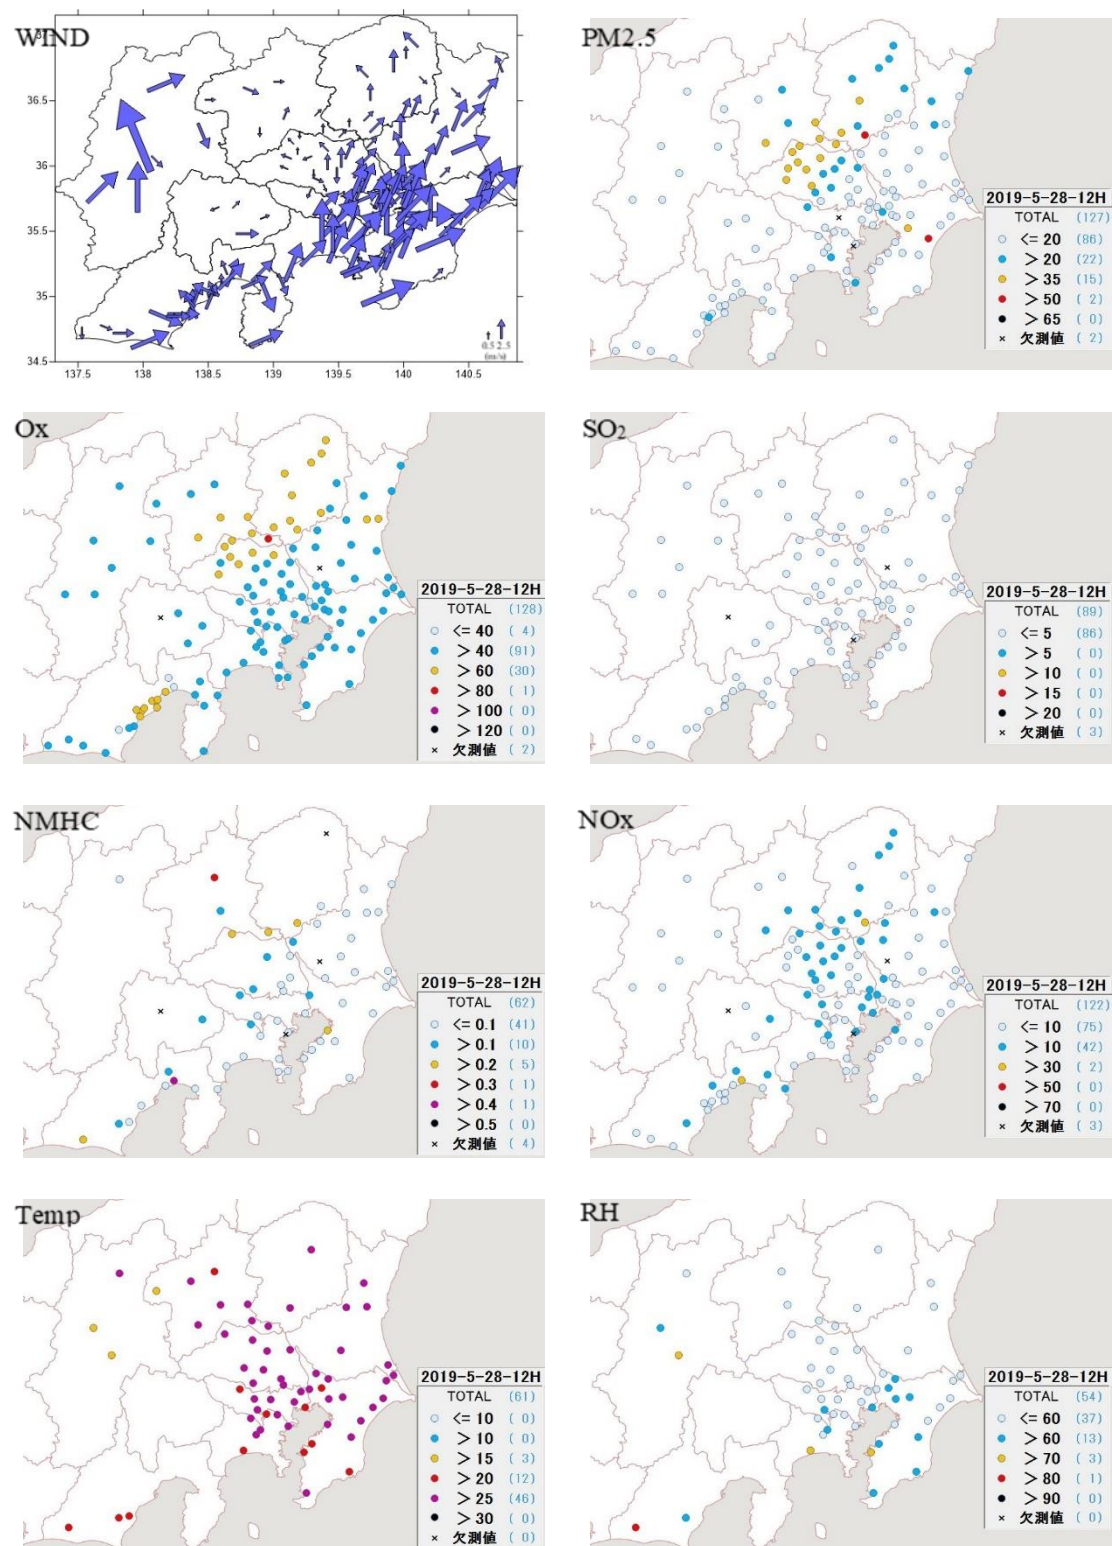 WIND
37
36.5
36
35.5
35
34.5
137.5 138 138.5 139 139.5 140 140.5
0.5 2.5
(m/s)
PM2.5
2019-5-28-12H
TOTAL (127)
<= 20 (86)
> 20 (22)
> 35 (15)
> 50 (2)
> 65 (0)
× 欠測値 (2)
Ox
2019-5-28-12H
TOTAL (128)
<= 40 (4)
> 40 (91)
> 60 (30)
> 80 (1)
> 100 (0)
> 120 (0)
× 欠測値 (2)
SO₂
2019-5-28-12H
TOTAL (89)
<= 5 (86)
> 5 (0)
> 10 (0)
> 15 (0)
> 20 (0)
× 欠測値 (3)
NMHC
2019-5-28-12H
TOTAL (62)
<= 0.1 (41)
> 0.1 (10)
> 0.2 (5)
> 0.3 (1)
> 0.4 (1)
> 0.5 (0)
× 欠測値 (4)
NOx
2019-5-28-12H
TOTAL (122)
<= 10 (75)
> 10 (42)
> 30 (2)
> 50 (0)
> 70 (0)
× 欠測値 (3)
Temp
2019-5-28-12H
TOTAL (61)
<= 10 (0)
> 10 (0)
> 15 (3)
> 20 (12)
> 25 (46)
> 30 (0)
× 欠測値 (0)
RH
2019-5-28-12H
TOTAL (54)
<= 60 (37)
> 60 (13)
> 70 (3)
> 80 (1)
> 90 (0)
× 欠測値 (0)